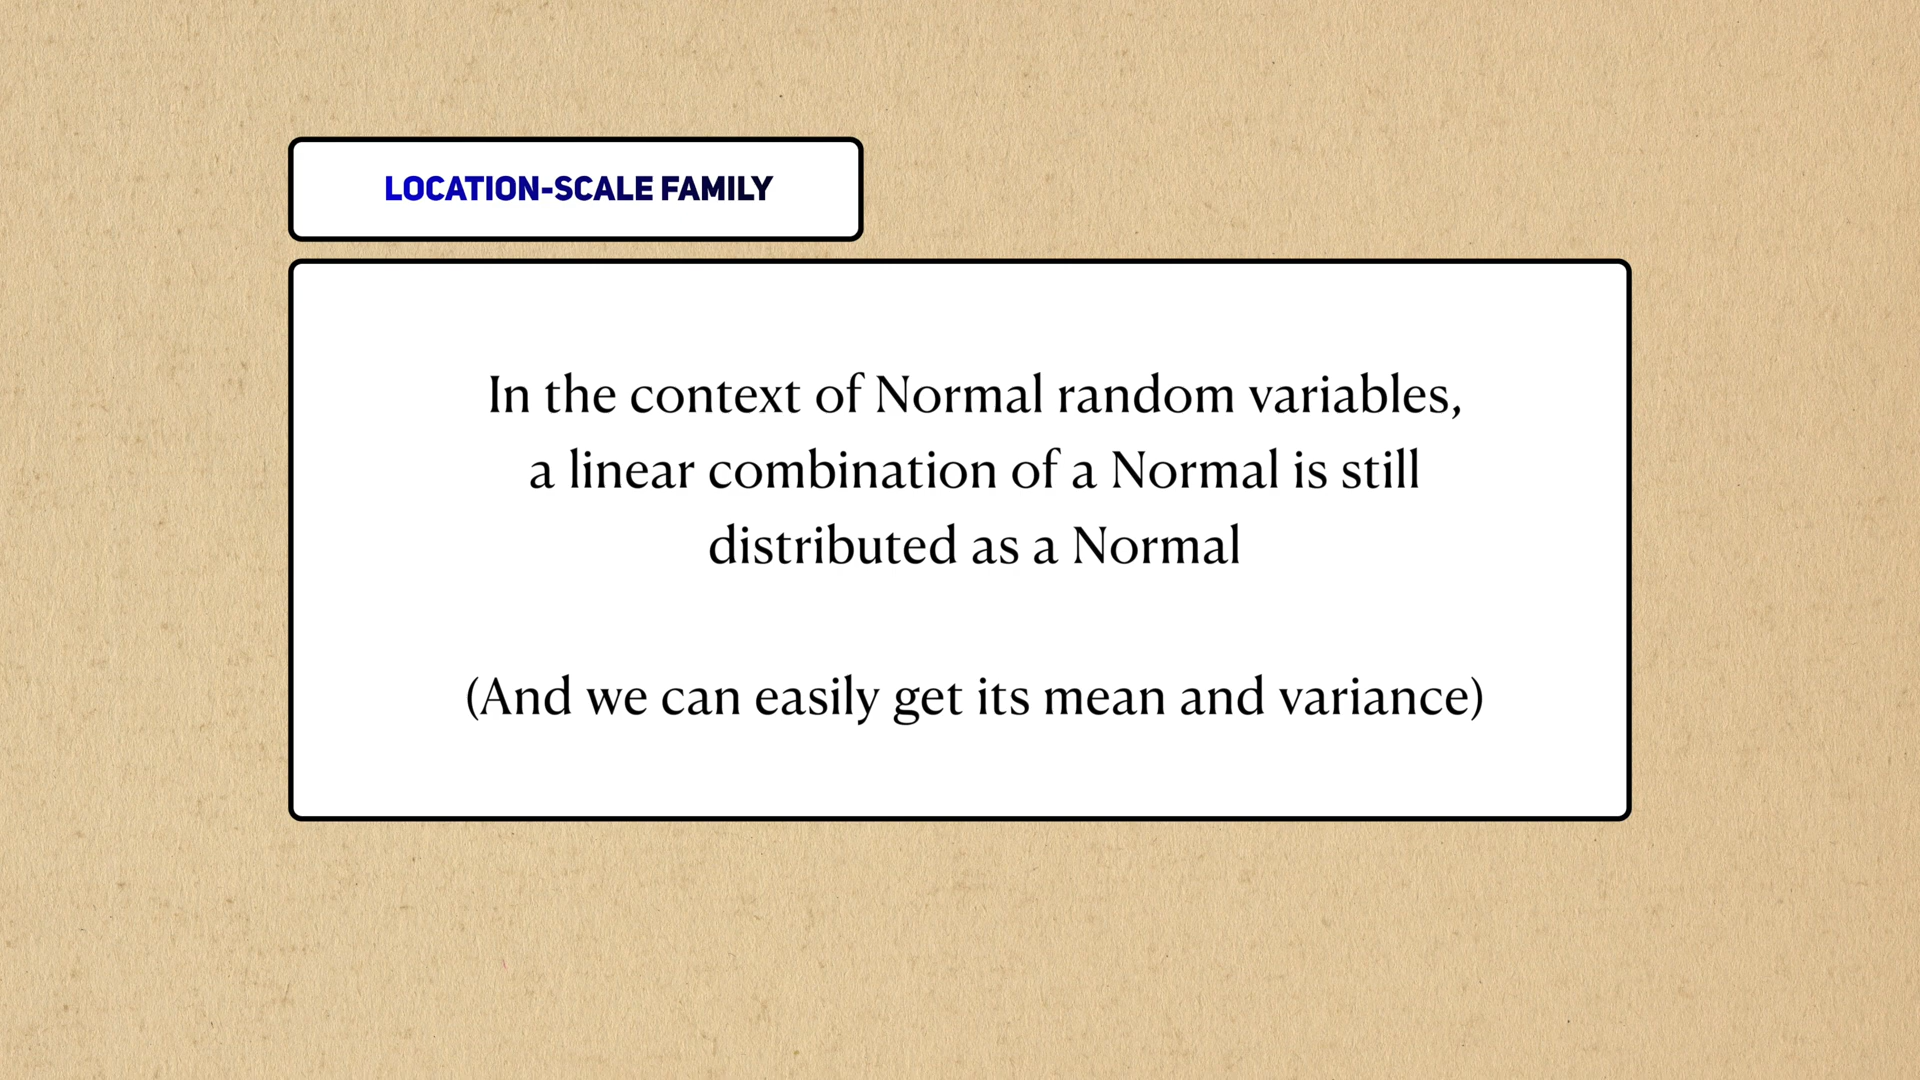 LOCATION-SCALE FAMILY
In the context of Normal random variables,
a linear combination of a Normal is still
distributed as a Normal
(And we can easily get its mean and variance)